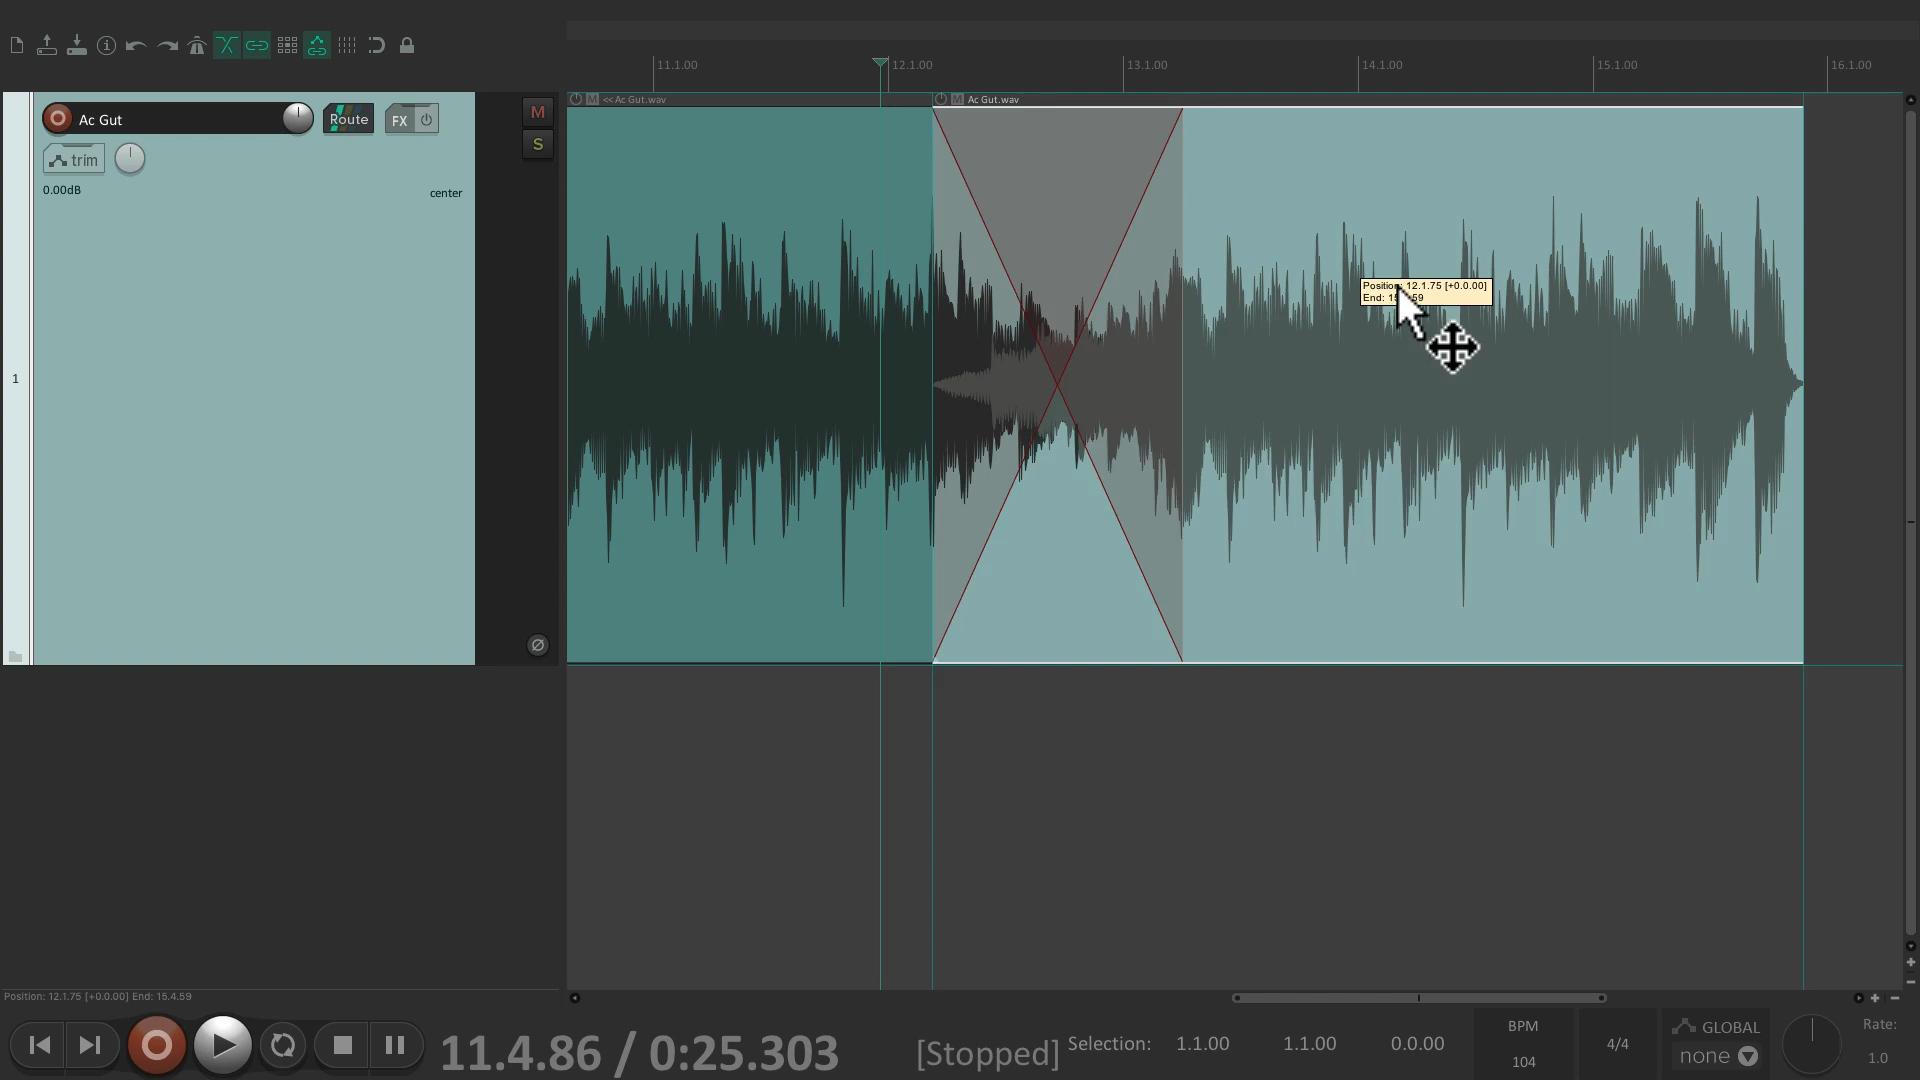 11.1.00
12.1.00
13.1.00
14.1.00
15.1.00
16.1.00
M <<Ac Gut.wav
M Ac Gut.wav
Ac Gut
Route
FX
M
S
trim
0.00dB
center
1
Position: 12.1.75 [+0.0.00]
Position: 12.1.75 [+0.0.00] End: 15.4.59
11.4.86 / 0:25.303
[Stopped]
Selection: 1.1.00 1.1.00 0.0.00
BPM
104
4/4
GLOBAL
none
Rate:
1.0